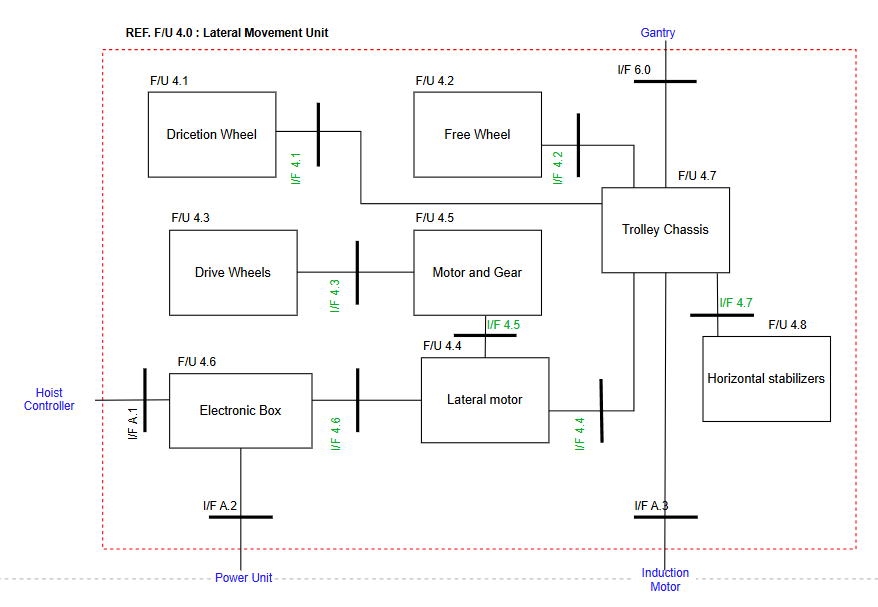 REF. F/U 4.0 : Lateral Movement Unit
Gantry
I/F 6.0
F/U 4.1
Dricetion Wheel
I/F 4.1
F/U 4.2
Free Wheel
I/F 4.2
F/U 4.7
Trolley Chassis
F/U 4.3
Drive Wheels
I/F 4.3
F/U 4.5
Motor and Gear
I/F 4.5
I/F 4.7
F/U 4.8
Horizontal stabilizers
F/U 4.6
Electronic Box
F/U 4.4
Lateral motor
Hoist
Controller
I/F A.1
I/F 4.6
I/F 4.4
I/F A.2
I/F A.3
Power Unit
Induction
Motor